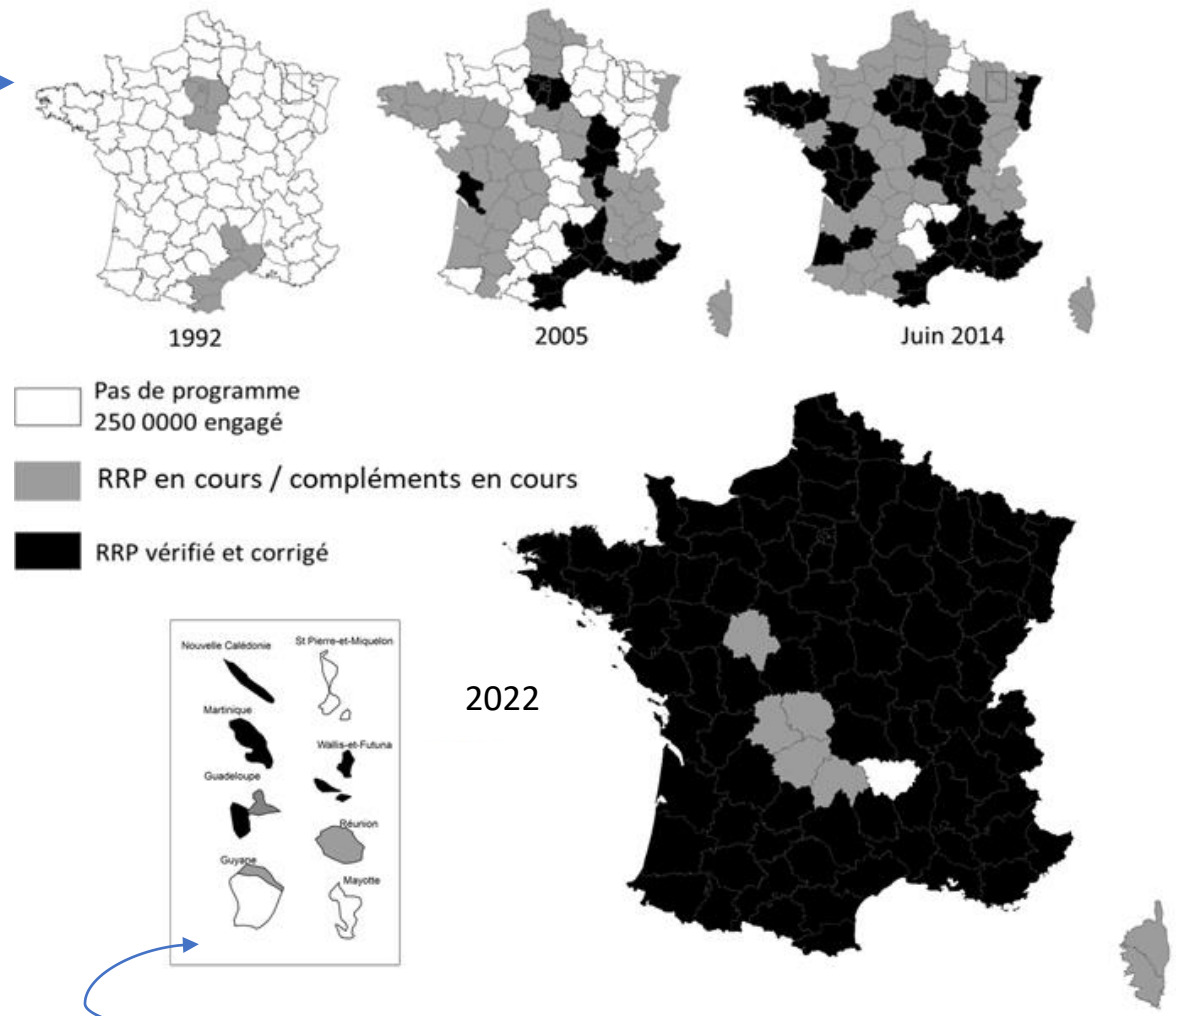 1992
2005
Juin 2014
Pas de programme
250 0000 engagé
RRP en cours / compléments en cours
RRP vérifié et corrigé
2022
Nouvelle Calédonie
St Pierre-et-Miquelon
Martinique
Wallis-et-Futuna
Guadeloupe
Réunion
Guyane
Mayotte